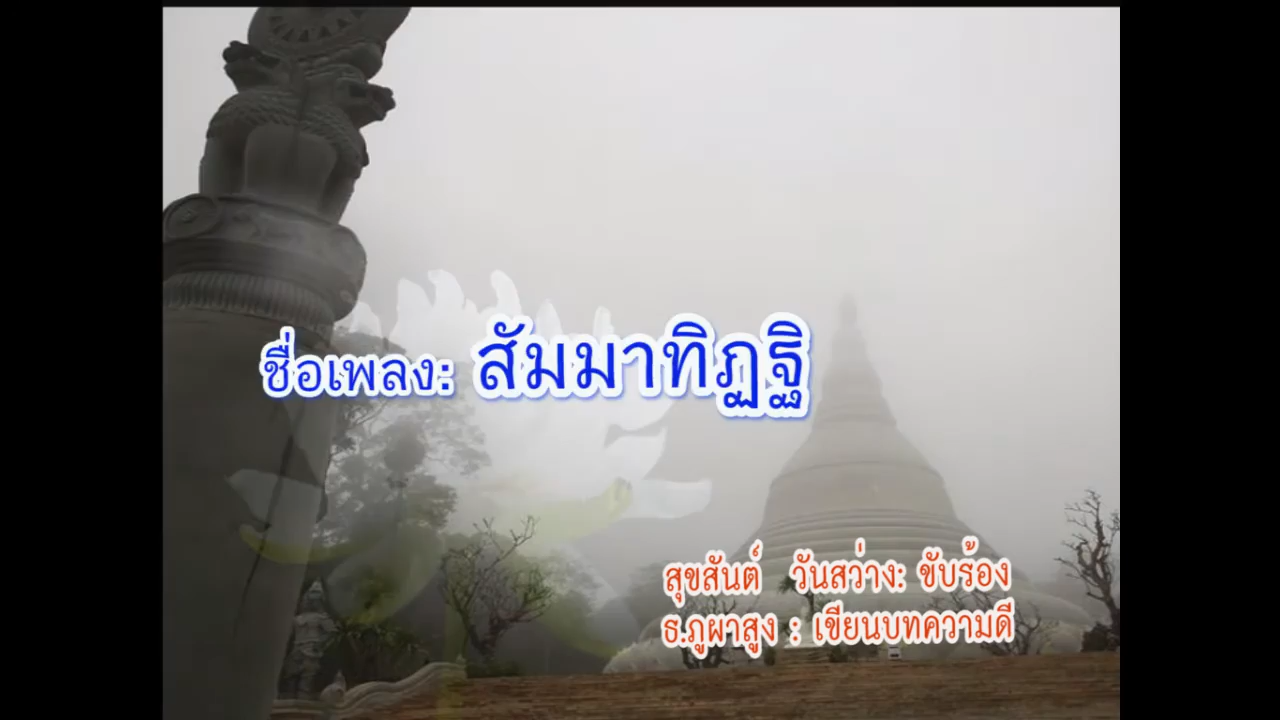 ชื่อเพลง: สัมมาทิฏฐิ
สุขสันต์ วันสว่าง: ขับร้อง
ธ.ภูผาสูง : เขียนบทความดี